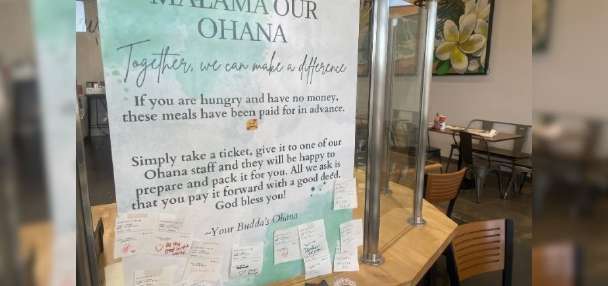 MALAMA OUR
OHANA
Together, we can make a difference
If you are hungry and have no money,
these meals have been paid for in advance.
Simply take a ticket, give it to one of our
Ohana staff and they will be happy to
prepare and pack it for you. All we ask is
that you pay it forward with a good deed.
God bless you!
~Your Budda's Ohana